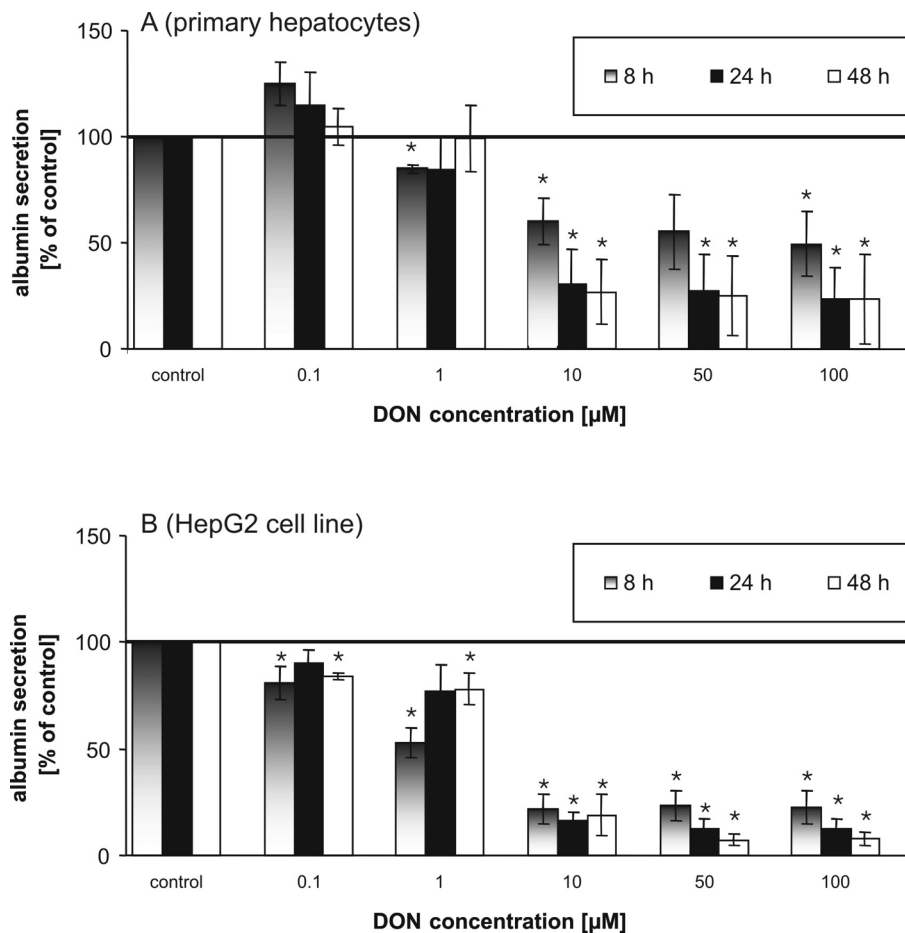 A (primary hepatocytes)
150
8 h 24 h 48 h
100
*
* * *
* * * * *
50
0
albumin secretion
[% of control]
control 0.1 1 10 50 100
DON concentration [µM]
B (HepG2 cell line)
150
8 h 24 h 48 h
100
* * *
*
50
* * * * * * * * *
0
albumin secretion
[% of control]
control 0.1 1 10 50 100
DON concentration [µM]